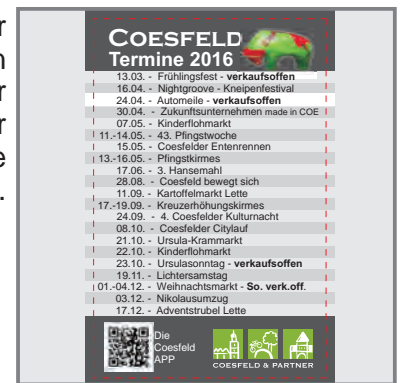 r
n
r
r
e
.
COESFELD
Termine 2016
13.03. - Frühlingsfest - verkaufsoffen
16.04. - Nightgroove - Kneipenfestival
24.04. - Automeile - verkaufsoffen
30.04. - Zukunftsunternehmen made in COE
07.05. - Kinderflohmarkt
11.-14.05. - 43. Pfingstwoche
15.05. - Coesfelder Entenrennen
13.-16.05. - Pfingstkirmes
17.06. - 3. Hansemahl
28.08. - Coesfeld bewegt sich
11.09. - Kartoffelmarkt Lette
17.-19.09. - Kreuzerhöhungskirmes
24.09. - 4. Coesfelder Kulturnacht
08.10. - Coesfelder Citylauf
21.10. - Ursula-Krammarkt
22.10. - Kinderflohmarkt
23.10. - Ursulasonntag - verkaufsoffen
19.11. - Lichtersamstag
01.-04.12. - Weihnachtsmarkt - So. verk.off.
03.12. - Nikolausumzug
17.12. - Adventstrubel Lette
Die
Coesfeld
APP
COESFELD & PARTNER